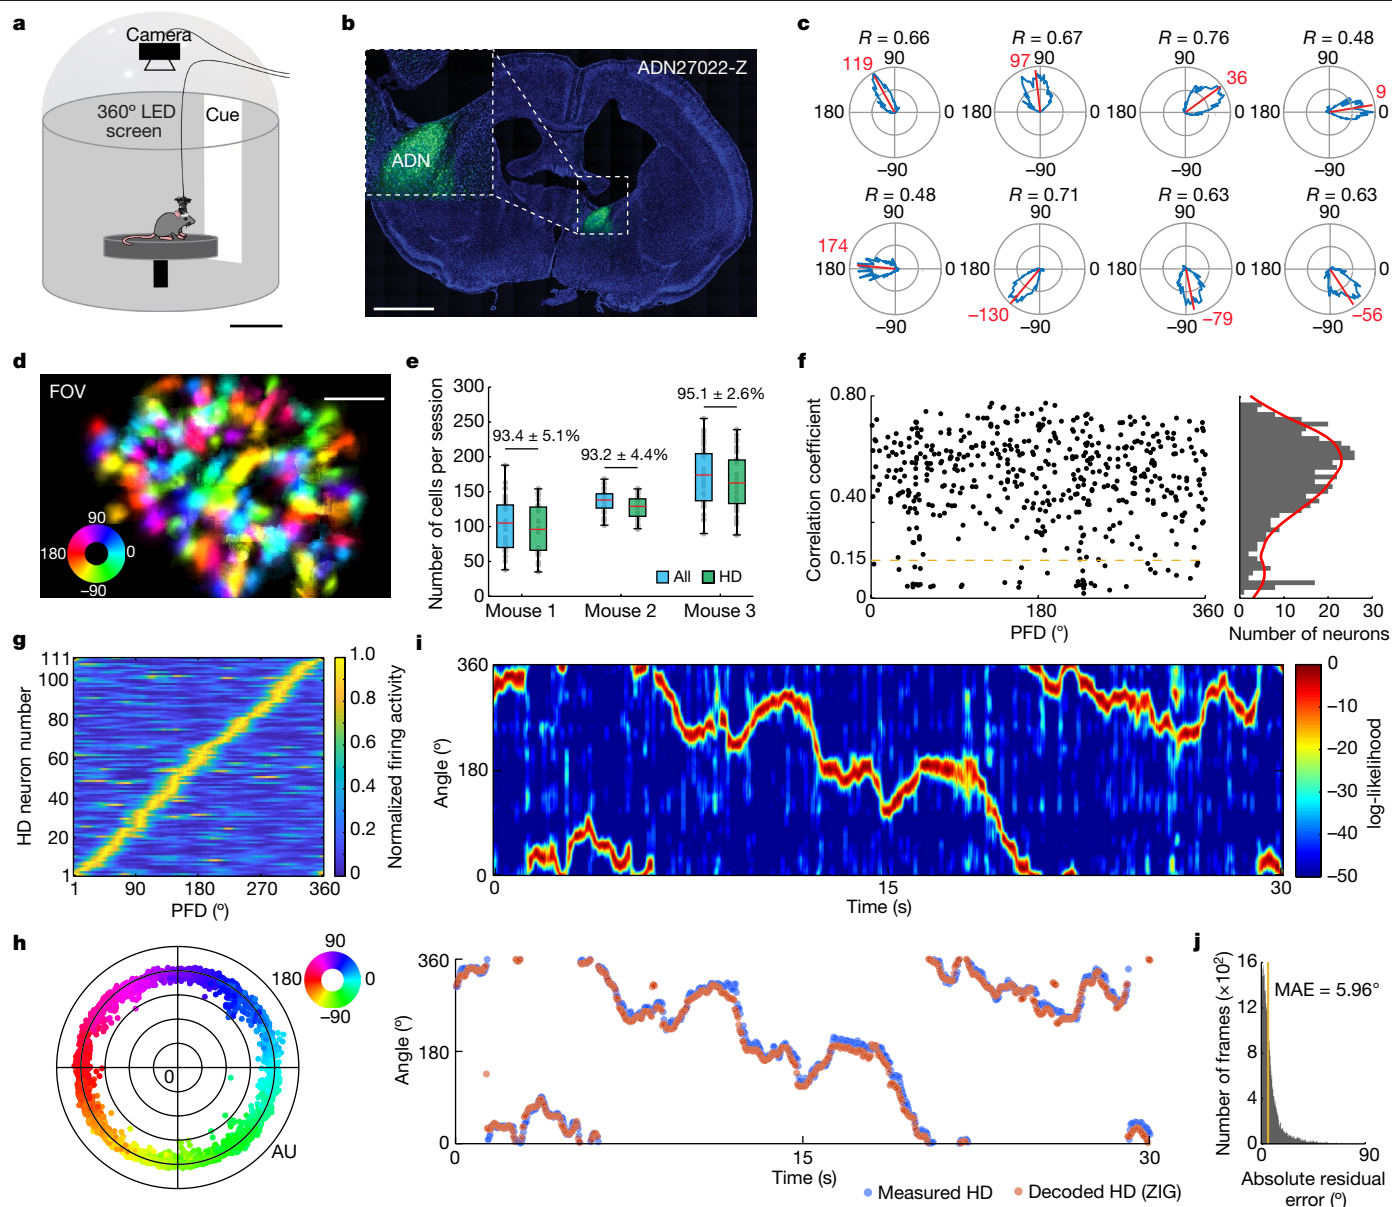 a
Camera
360° LED
screen
Cue
b
ADN27022-Z
ADN
c
R = 0.66
R = 0.67
R = 0.76
R = 0.48
119
90
97
90
90
36
90
9
180
0
180
0
180
0
180
0
−90
−90
−90
−90
R = 0.48
R = 0.71
R = 0.63
R = 0.63
90
90
90
90
174
180
0
180
0
180
0
180
0
−130
−79
−56
−90
−90
−90
−90
d
FOV
90
180
0
−90
e
Number of cells per session
300
250
200
150
100
50
0
93.4 ± 5.1%
93.2 ± 4.4%
95.1 ± 2.6%
All
HD
Mouse 1
Mouse 2
Mouse 3
f
Correlation coefficient
0.80
0.40
0.15
0
0
180
360
PFD (°)
0
10
20
30
Number of neurons
g
HD neuron number
111
100
80
60
40
20
1
1
90
180
270
360
PFD (°)
1.0
0.8
0.6
0.4
0.2
0
Normalized firing activity
h
90
180
0
−90
0
AU
i
Angle (°)
360
180
0
0
15
30
Time (s)
0
−10
−20
−30
−40
−50
log-likelihood
Angle (°)
360
180
0
0
15
30
Time (s)
Measured HD
Decoded HD (ZIG)
j
Number of frames (×10²)
16
12
8
4
0
MAE = 5.96°
0
90
Absolute residual
error (°)